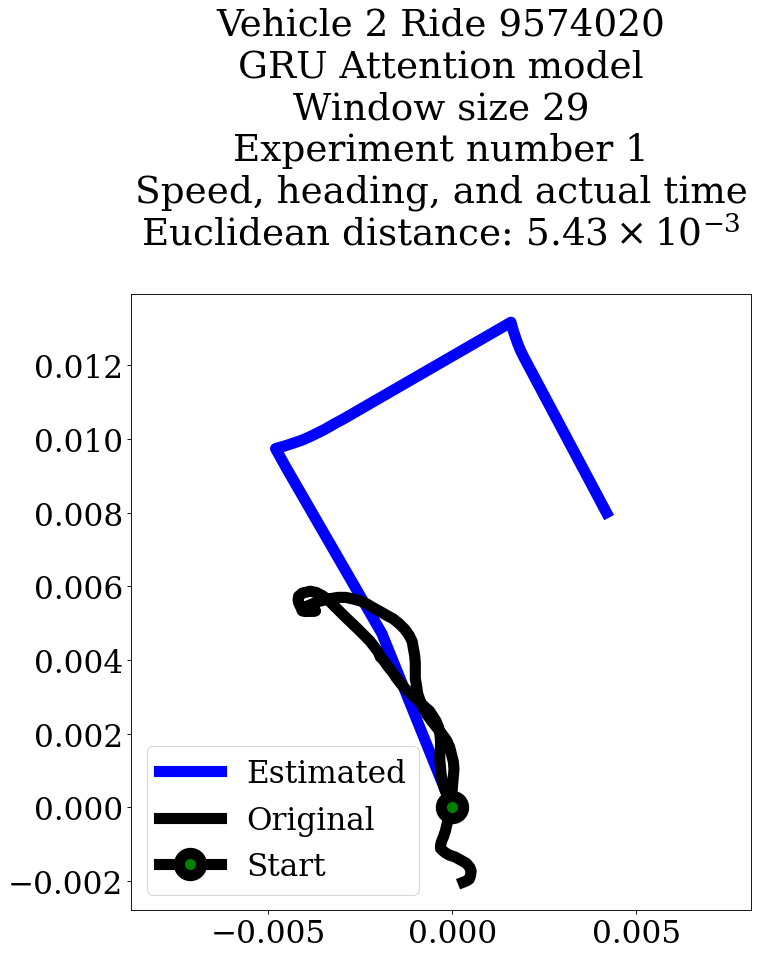 Vehicle 2 Ride 9574020
GRU Attention model
Window size 29
Experiment number 1
Speed, heading, and actual time
Euclidean distance: 5.43 × 10⁻³
0.012
0.010
0.008
0.006
0.004
0.002
0.000
−0.002
Estimated
Original
Start
−0.005 0.000 0.005